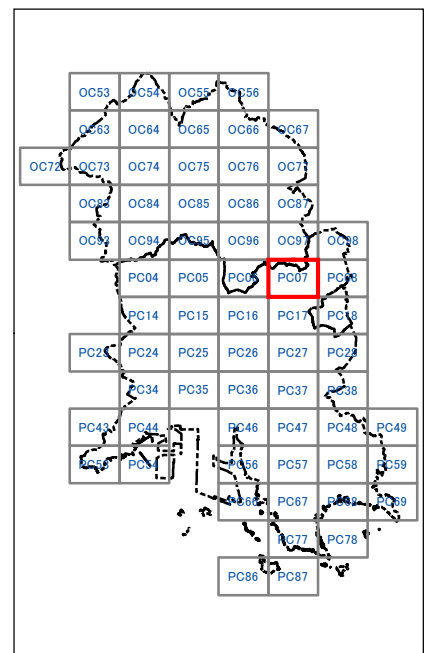 OC53 OC54 OC55 OC56
OC63 OC64 OC65 OC66 OC67
OC72 OC73 OC74 OC75 OC76 OC77
OC83 OC84 OC85 OC86 OC87
OC93 OC94 OC95 OC96 OC97 OC98
PC04 PC05 PC06 PC07 PC08
PC14 PC15 PC16 PC17 PC18
PC23 PC24 PC25 PC26 PC27 PC28
PC34 PC35 PC36 PC37 PC38
PC43 PC44 PC46 PC47 PC48 PC49
PC53 PC54 PC56 PC57 PC58 PC59
PC66 PC67 PC68 PC69
PC77 PC78
PC86 PC87